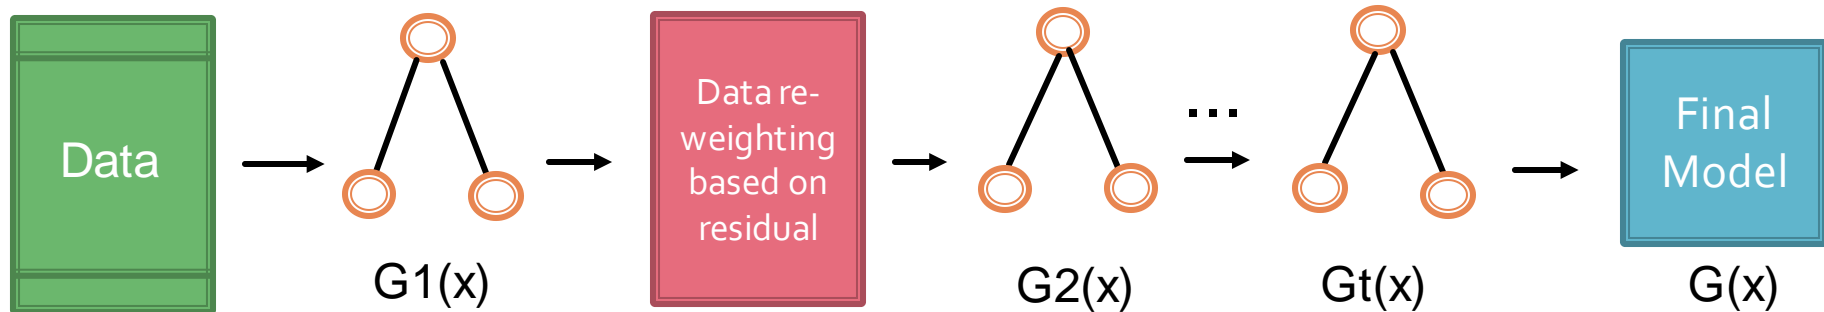 Data
G1(x)
Data re-
weighting
based on
residual
G2(x)
...
Gt(x)
Final
Model
G(x)